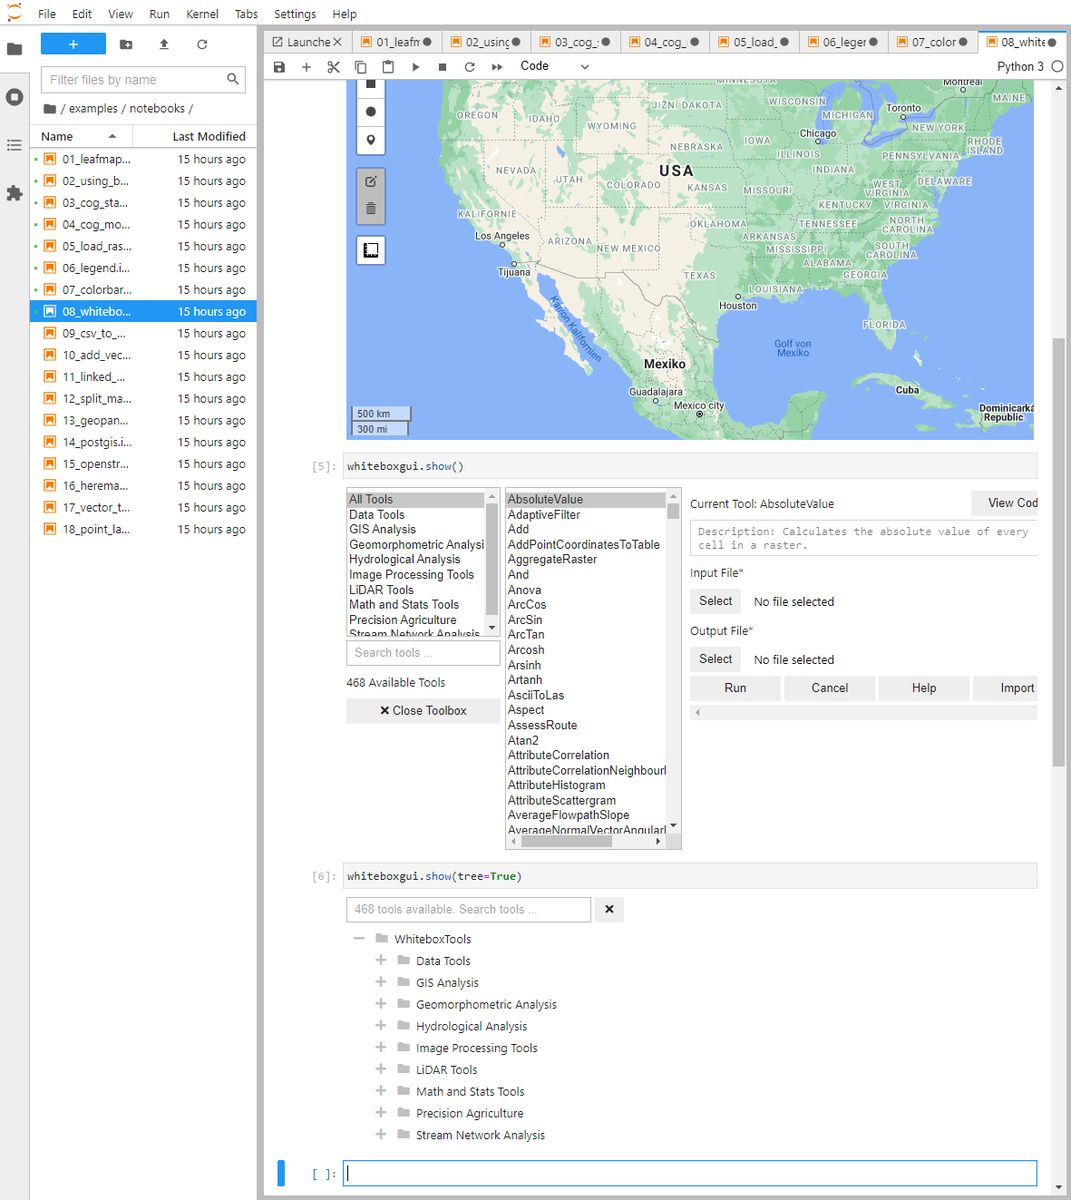 File Edit View Run Kernel Tabs Settings Help
+
Filter files by name
/ examples / notebooks /
Name Last Modified
01_leafmap... 15 hours ago
02_using_b... 15 hours ago
03_cog_sta... 15 hours ago
04_cog_mo... 15 hours ago
05_load_ras... 15 hours ago
06_legend.i... 15 hours ago
07_colorbar... 15 hours ago
08_whitebo... 15 hours ago
09_csv_to_... 15 hours ago
10_add_vec... 15 hours ago
11_linked_... 15 hours ago
12_split_ma... 15 hours ago
13_geopan... 15 hours ago
14_postgis.i... 15 hours ago
15_openstr... 15 hours ago
16_herema... 15 hours ago
17_vector_t... 15 hours ago
18_point_la... 15 hours ago
Launche 01_leafm 02_using 03_cog_s 04_cog_ 05_load_ 06_leger 07_color 08_white
Code Python 3
MINNESOTA
Montreal
OREGON
IDAHO
JIŽNÍ DAKOTA
WISCONSIN
MICHIGAN
Toronto
MAINE
WYOMING
Chicago
NEW YORK
NEBRASKA
IOWA
ILLINOIS
PENNSYLVANIA
RHODE
ISLAND
NEVADA
UTAH
COLORADO
USA
KANSAS
MISSOURI
INDIANA
WEST
VIRGINIA
DELAWARE
KENTUCKY
VIRGINIA
KALIFORNIE
Los Angeles
ARIZONA
NEW MEXICO
OKLAHOMA
ARKANSAS
TENNESSEE
NORTH
CAROLINA
MISSISSIPPI
SOUTH
CAROLINA
Tijuana
TEXAS
ALABAMA
GEORGIA
LOUISIANA
Houston
Kanion Kalifornien
FLORIDA
Golf von
Mexiko
Mexiko
Guadalajara
Mexico city
Cuba
Dominicará
Republic
500 km
300 mi
[5]: whiteboxgui.show()
All Tools
Data Tools
GIS Analysis
Geomorphometric Analysi
Hydrological Analysis
Image Processing Tools
LiDAR Tools
Math and Stats Tools
Precision Agriculture
Stream Network Analysis
Search tools ...
468 Available Tools
Close Toolbox
AbsoluteValue
AdaptiveFilter
Add
AddPointCoordinatesToTable
AggregateRaster
And
Anova
ArcCos
ArcSin
ArcTan
Arcosh
Arsinh
Artanh
AsciiToLas
Aspect
AssessRoute
Atan2
AttributeCorrelation
AttributeCorrelationNeighbourl
AttributeHistogram
AttributeScattergram
AverageFlowpathSlope
AverageNormalVectorAngularl
Current Tool: AbsoluteValue View Cod
Description: Calculates the absolute value of every
cell in a raster.
Input File*
Select No file selected
Output File*
Select No file selected
Run Cancel Help Import
[6]: whiteboxgui.show(tree=True)
468 tools available. Search tools ...
WhiteboxTools
Data Tools
GIS Analysis
Geomorphometric Analysis
Hydrological Analysis
Image Processing Tools
LiDAR Tools
Math and Stats Tools
Precision Agriculture
Stream Network Analysis
[ ]: